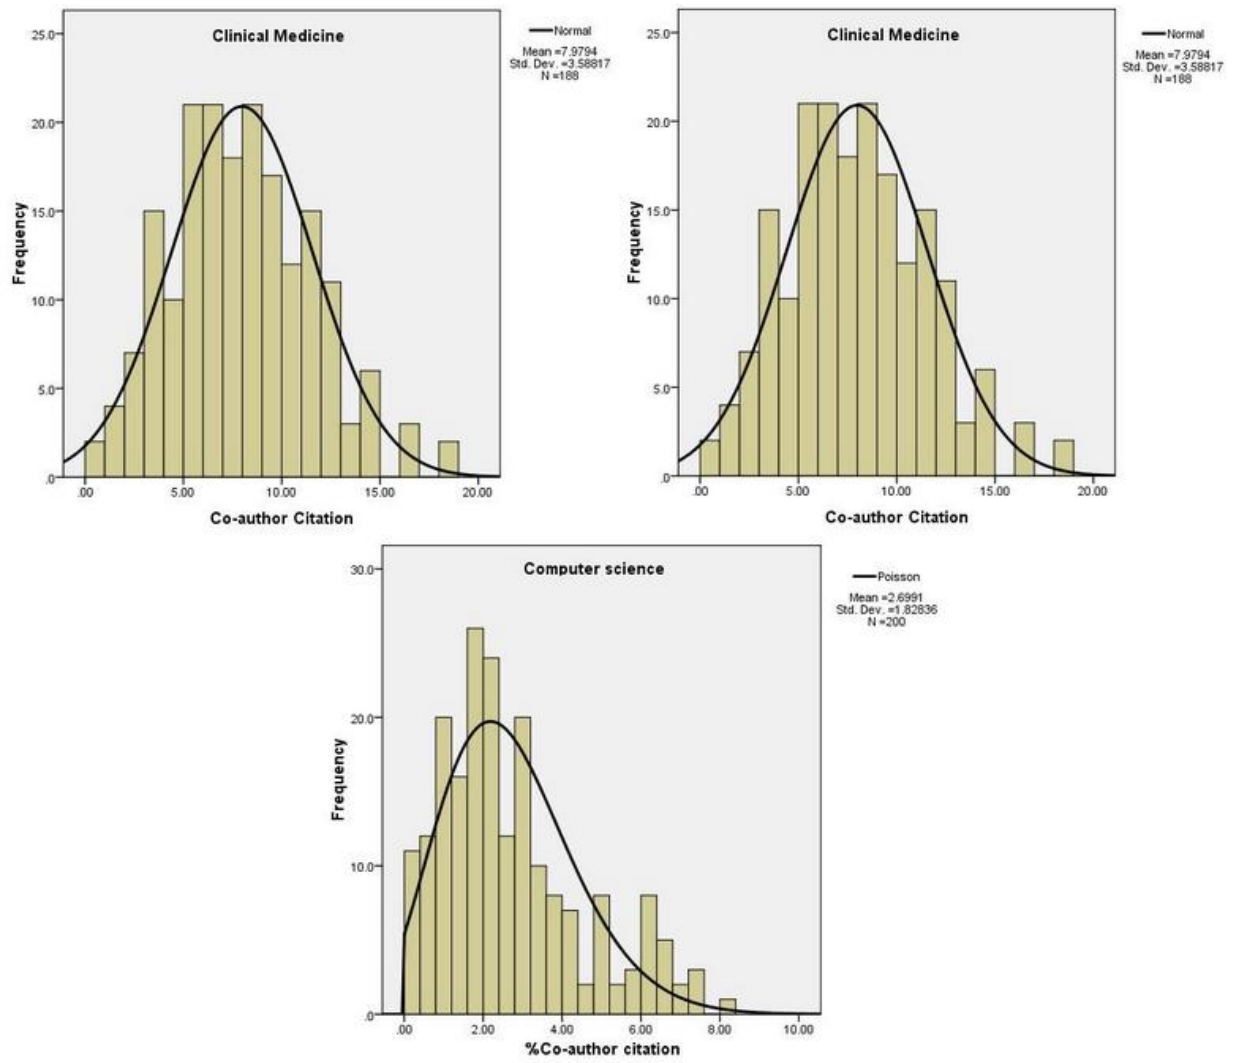 Clinical Medicine
Normal
Mean =7.9794
Std. Dev. =3.58817
N =188
25.0
20.0
15.0
10.0
5.0
.0
Frequency
.00 5.00 10.00 15.00 20.00
Co-author Citation
Clinical Medicine
Normal
Mean =7.9794
Std. Dev. =3.58817
N =188
25.0
20.0
15.0
10.0
5.0
.0
Frequency
.00 5.00 10.00 15.00 20.00
Co-author Citation
Computer science
Poisson
Mean =2.6991
Std. Dev. =1.82836
N =200
30.0
20.0
10.0
.0
Frequency
.00 2.00 4.00 6.00 8.00 10.00
%Co-author citation